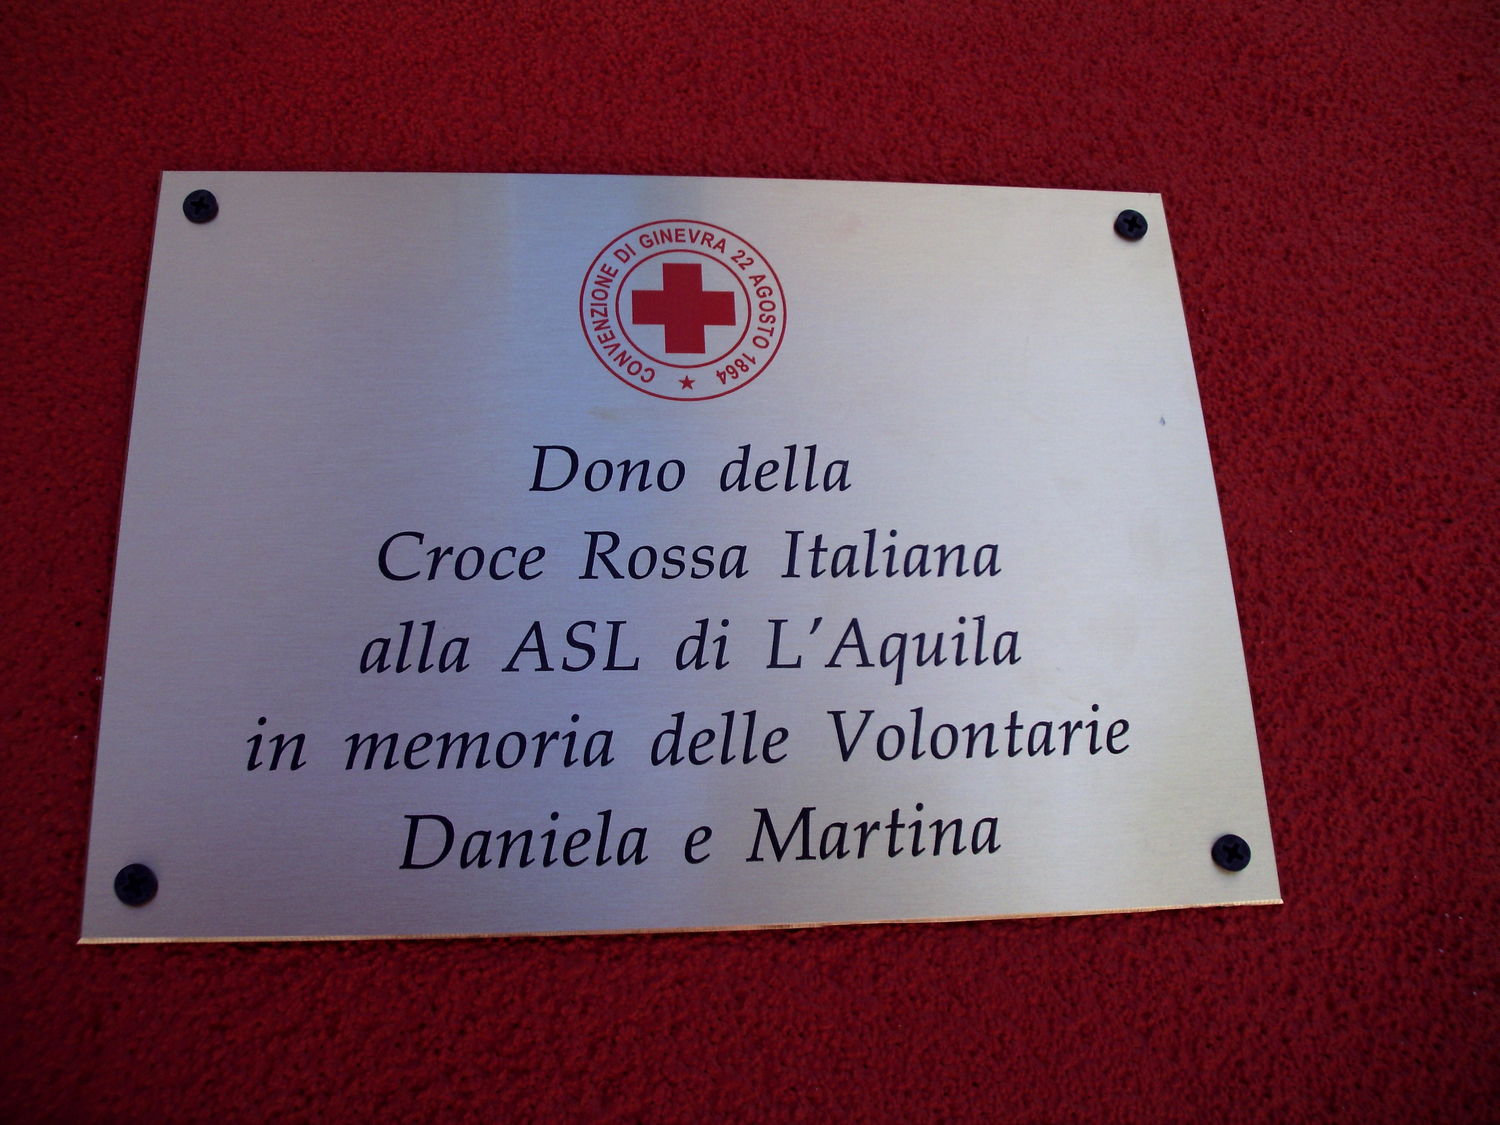 CONVENZIONE DI GINEVRA 22 AGOSTO 1864
Dono della
Croce Rossa Italiana
alla ASL di L'Aquila
in memoria delle Volontarie
Daniela e Martina